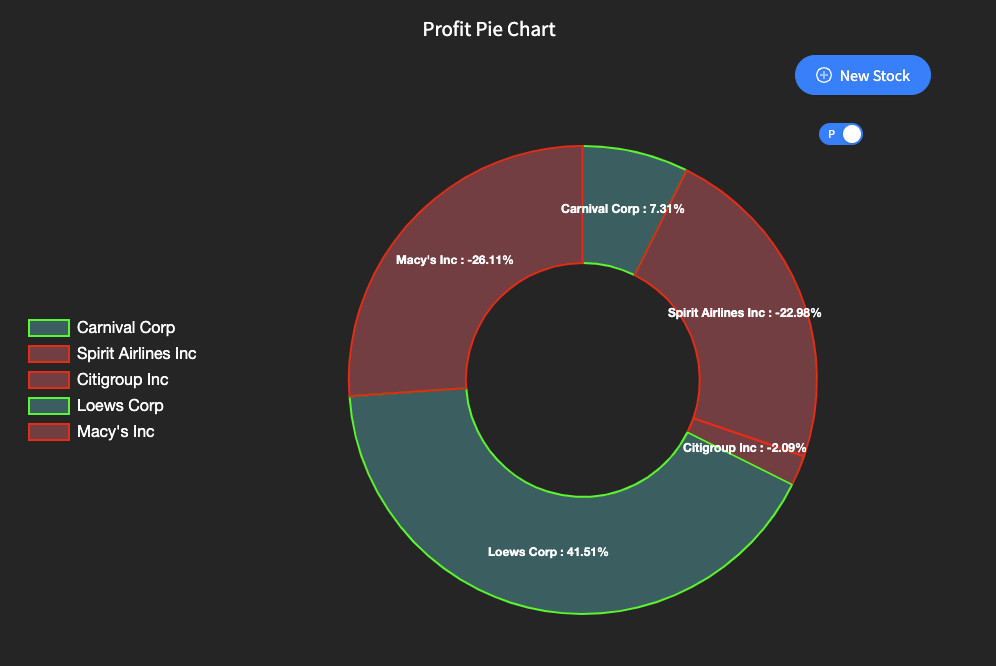 Profit Pie Chart
New Stock
P
Carnival Corp : 7.31%
Macy's Inc : -26.11%
Spirit Airlines Inc : -22.98%
Carnival Corp
Spirit Airlines Inc
Citigroup Inc
Loews Corp
Macy's Inc
Citigroup Inc : -2.09%
Loews Corp : 41.51%